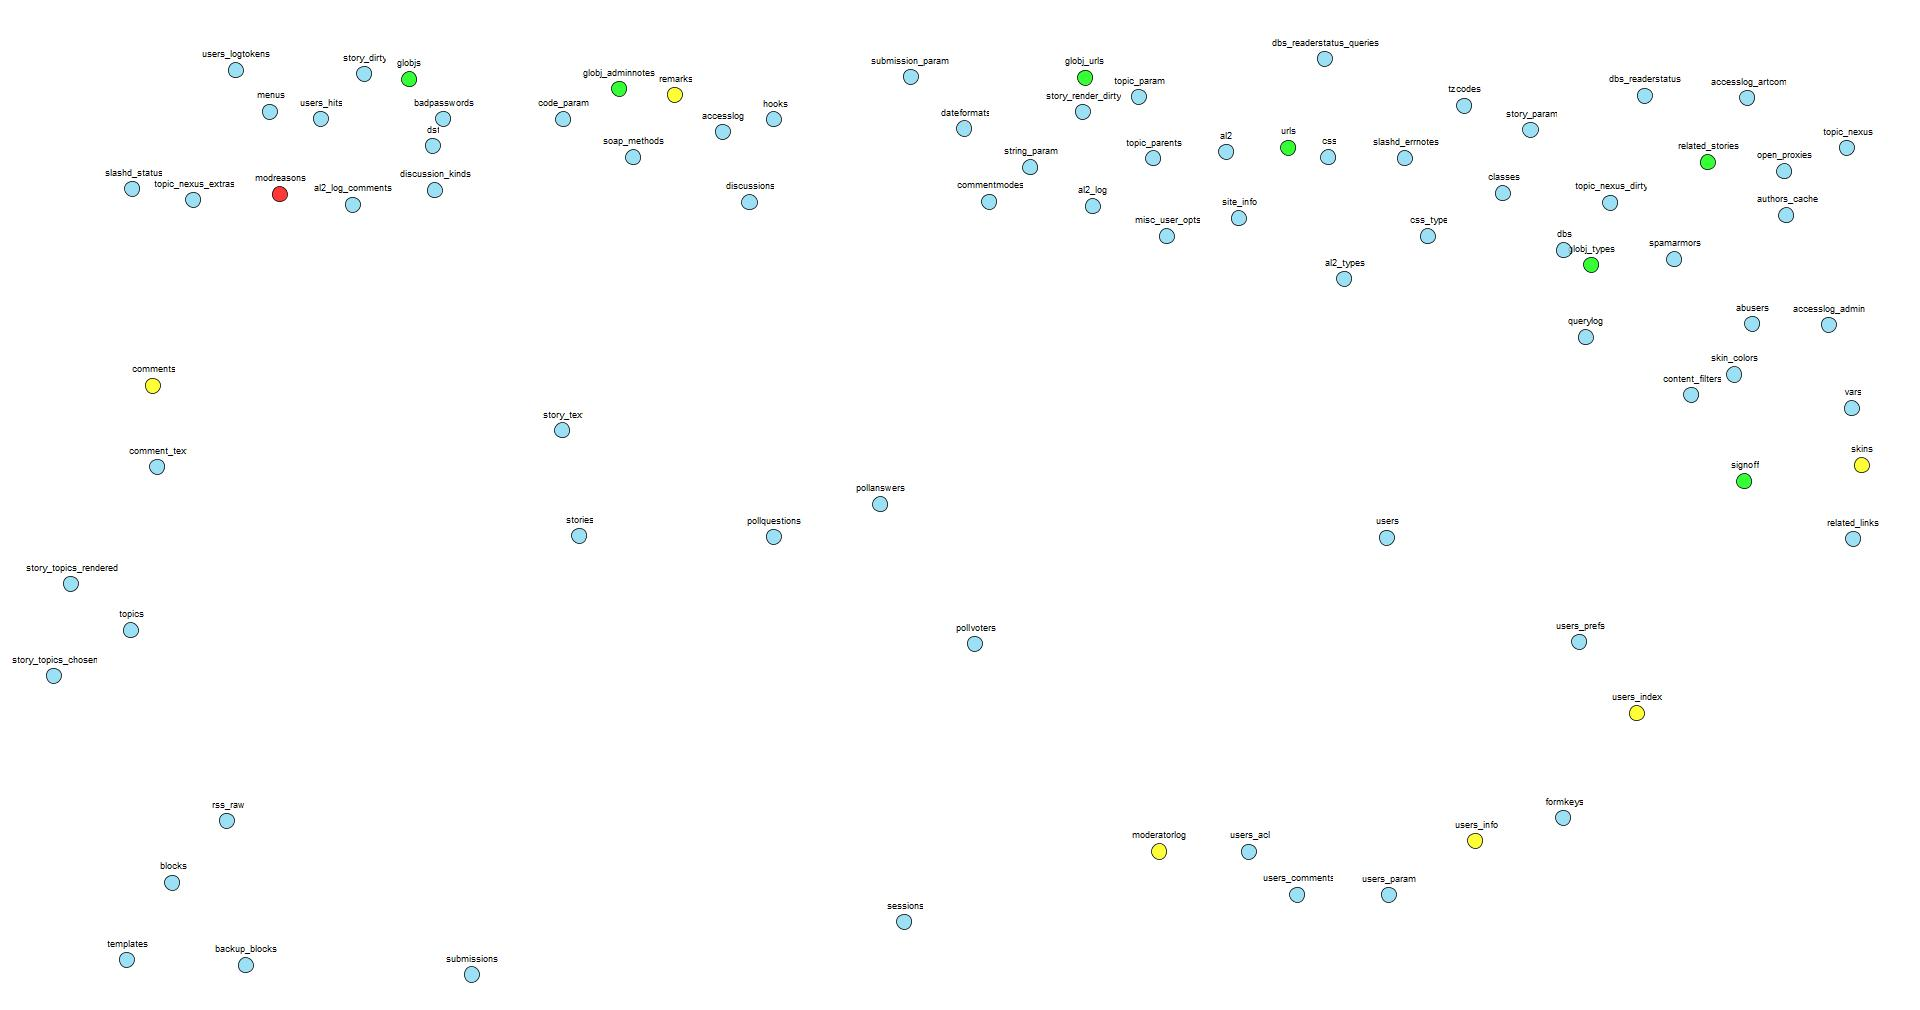 dbs_readerstatus_queries
users_logtokens
story_dirty
globjs
submission_param
globj_urls
globj_adminnotes
remarks
topic_param
dbs_readerstatus
accesslog_artcom
tzcodes
menus
users_hits
badpasswords
code_param
hooks
story_render_dirty
accesslog
dateformats
story_param
dst
soap_methods
string_param
topic_parents
al2
urls
css
slashd_errnotes
related_stories
topic_nexus
open_proxies
slashd_status
topic_nexus_extras
modreasons
al2_log_comments
discussion_kinds
discussions
commentmodes
al2_log
classes
topic_nexus_dirty
authors_cache
misc_user_opts
site_info
css_type
dbs
globj_types
spamarmors
al2_types
querylog
abusers
accesslog_admin
skin_colors
comments
content_filters
vars
story_tex
comment_tex
skins
signoff
pollanswers
stories
pollquestions
users
related_links
story_topics_rendered
topics
pollvoters
users_prefs
story_topics_chosen
users_index
rss_raw
formkeys
moderatorlog
users_acl
users_info
blocks
users_comments
users_param
sessions
templates
backup_blocks
submissions